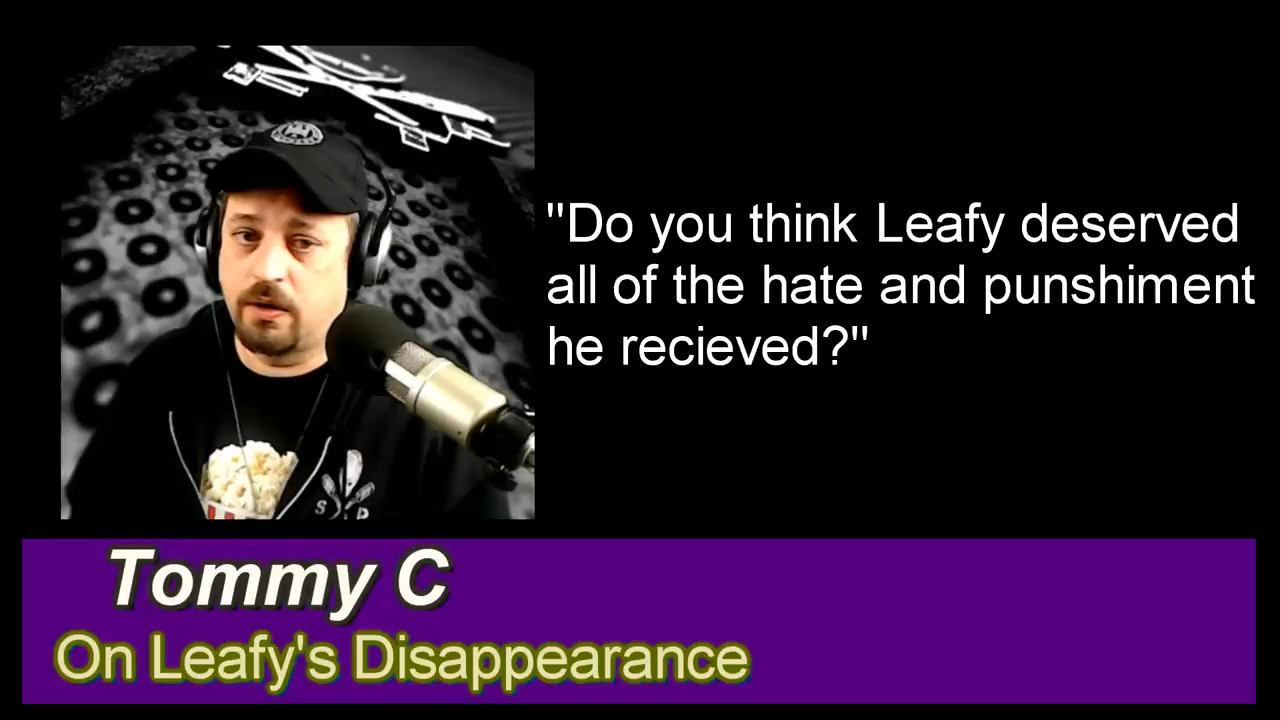 "Do you think Leafy deserved
all of the hate and punshiment
he recieved?"
S P
Tommy C
On Leafy's Disappearance